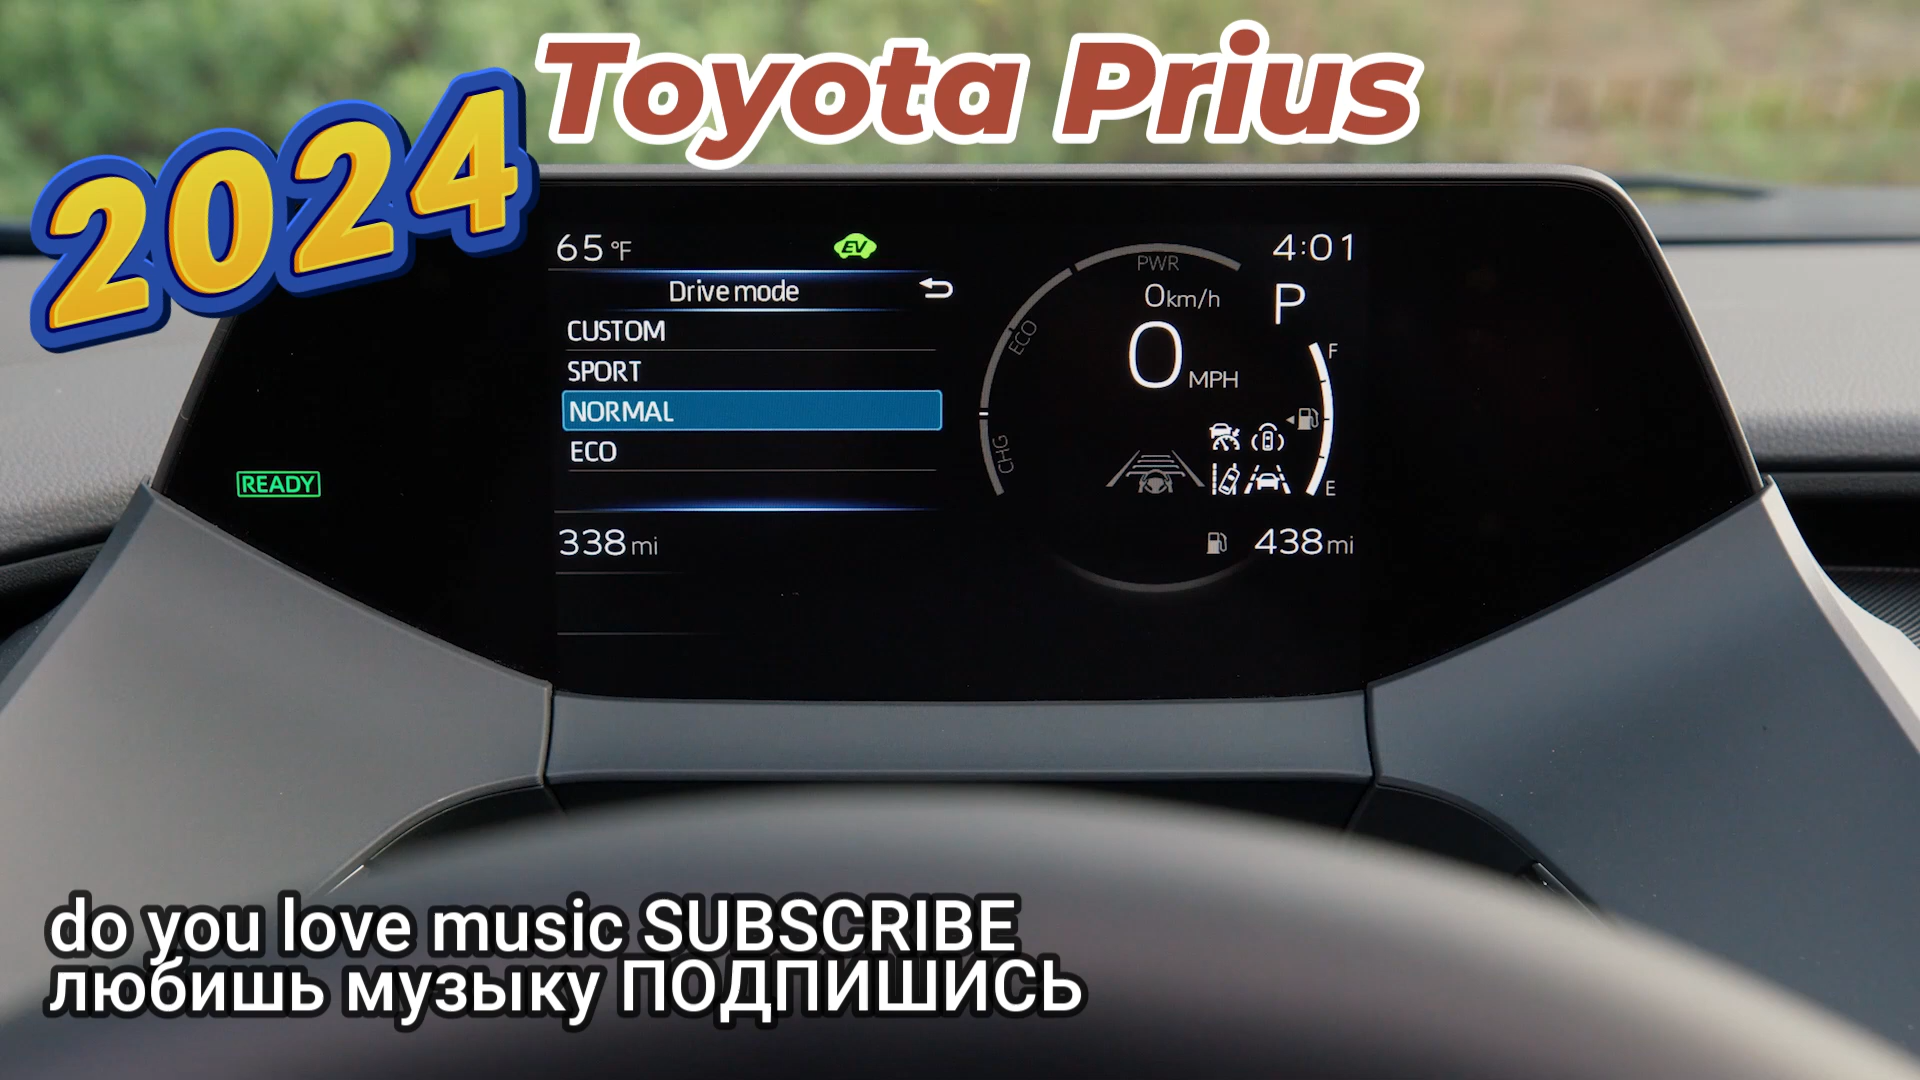 Toyota Prius
2024
65 °F
EV
4:01
Drive mode
PWR
0 km/h
P
CUSTOM
ECO
SPORT
0 MPH
F
NORMAL
ECO
CHG
READY
E
338 mi
438 mi
do you love music SUBSCRIBE
любишь музыку ПОДПИШИСЬ